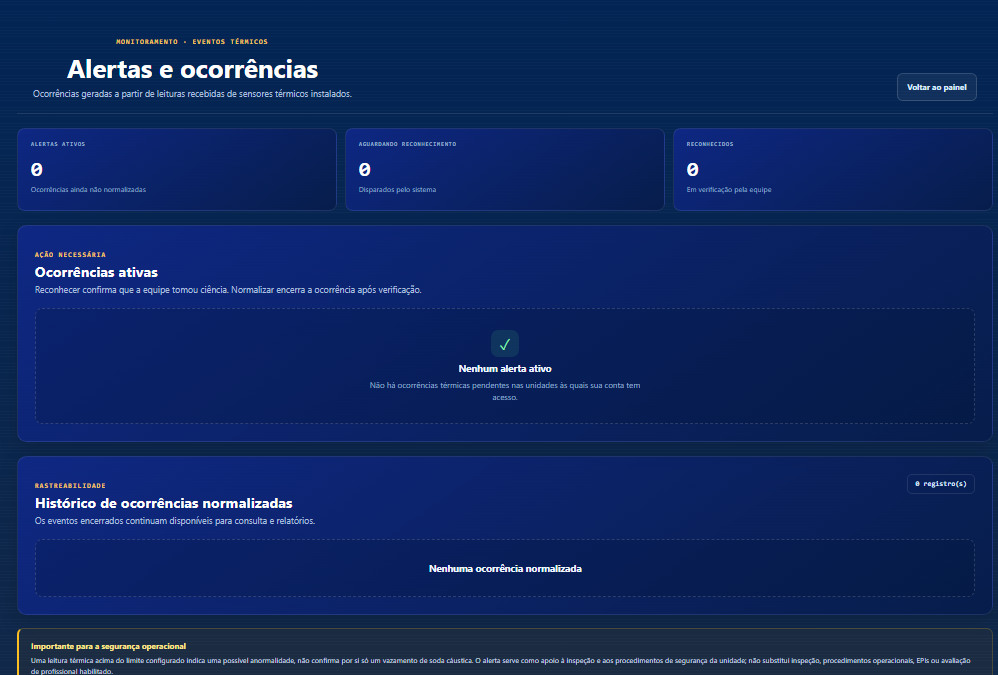 MONITORAMENTO · EVENTOS TÉRMICOS
Alertas e ocorrências
Ocorrências geradas a partir de leituras recebidas de sensores térmicos instalados.
Voltar ao painel
ALERTAS ATIVOS
0
Ocorrências ainda não normalizadas
AGUARDANDO RECONHECIMENTO
0
Disparados pelo sistema
RECONHECIDOS
0
Em verificação pela equipe
AÇÃO NECESSÁRIA
Ocorrências ativas
Reconhecer confirma que a equipe tomou ciência. Normalizar encerra a ocorrência após verificação.
✓
Nenhum alerta ativo
Não há ocorrências térmicas pendentes nas unidades às quais sua conta tem
acesso.
RASTREABILIDADE
Histórico de ocorrências normalizadas
Os eventos encerrados continuam disponíveis para consulta e relatórios.
0 registro(s)
Nenhuma ocorrência normalizada
Importante para a segurança operacional
Uma leitura térmica acima do limite configurado indica uma possível anormalidade, não confirma por si só um vazamento de soda cáustica. O alerta serve como apoio à inspeção e aos procedimentos de segurança da unidade; não substitui inspeção, procedimentos operacionais, EPIs ou avaliação
de profissional habilitado.